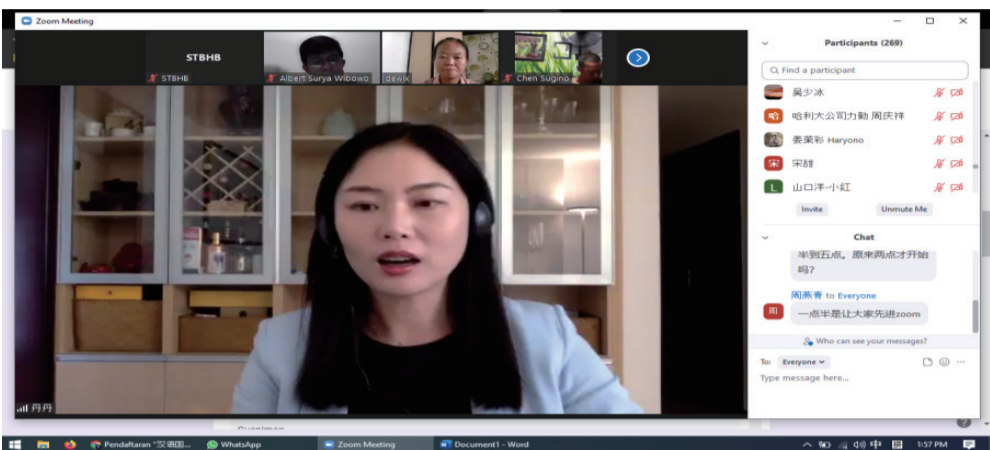 Zoom Meeting
STBHB
STBHB
Albert Surya Wibowo
dewix
Chen Sugino
丹丹
Participants (269)
Find a participant
吴少冰
哈 哈利大公司力勤 周庆祥
姜菜彩 Haryono
宋 宋甜
L 山口洋-小紅
Invite
Unmute Me
Chat
半到五点。原来两点才开始
吗?
周燕青 to Everyone
周 一点半是让大家先进zoom
Who can see your messages?
To: Everyone
Type message here...
Pendaftaran "汉语国...
WhatsApp
Zoom Meeting
Document1 - Word
中
1:57 PM